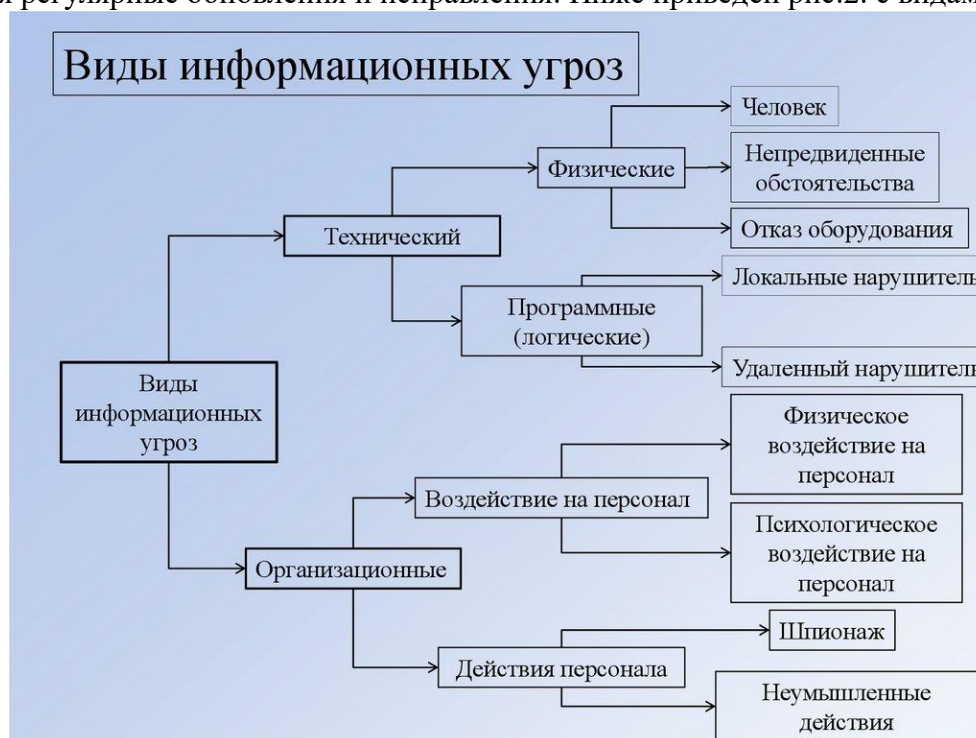 регулярные обновления и исправления. Ниже приведен рис.2. с видам
Виды информационных угроз
Человек
Физические
Непредвиденные
обстоятельства
Технический
Отказ оборудования
Программные
(логические)
Локальные нарушитель
Удаленный нарушитель
Виды
информационных
угроз
Физическое
воздействие на
персонал
Воздействие на персонал
Психологическое
воздействие на
персонал
Организационные
Шпионаж
Действия персонала
Неумышленные
действия